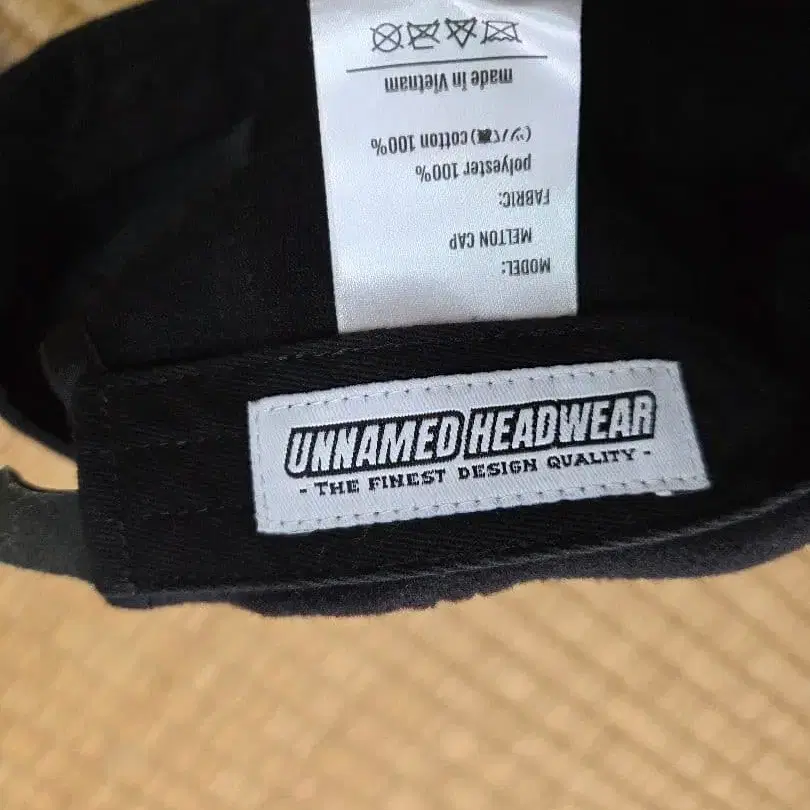 MODEL:
MELTON CAP
FABRIC:
polyester 100%
cotton 100%
made in Vietnam
UNNAMED HEADWEAR
- THE FINEST DESIGN QUALITY -